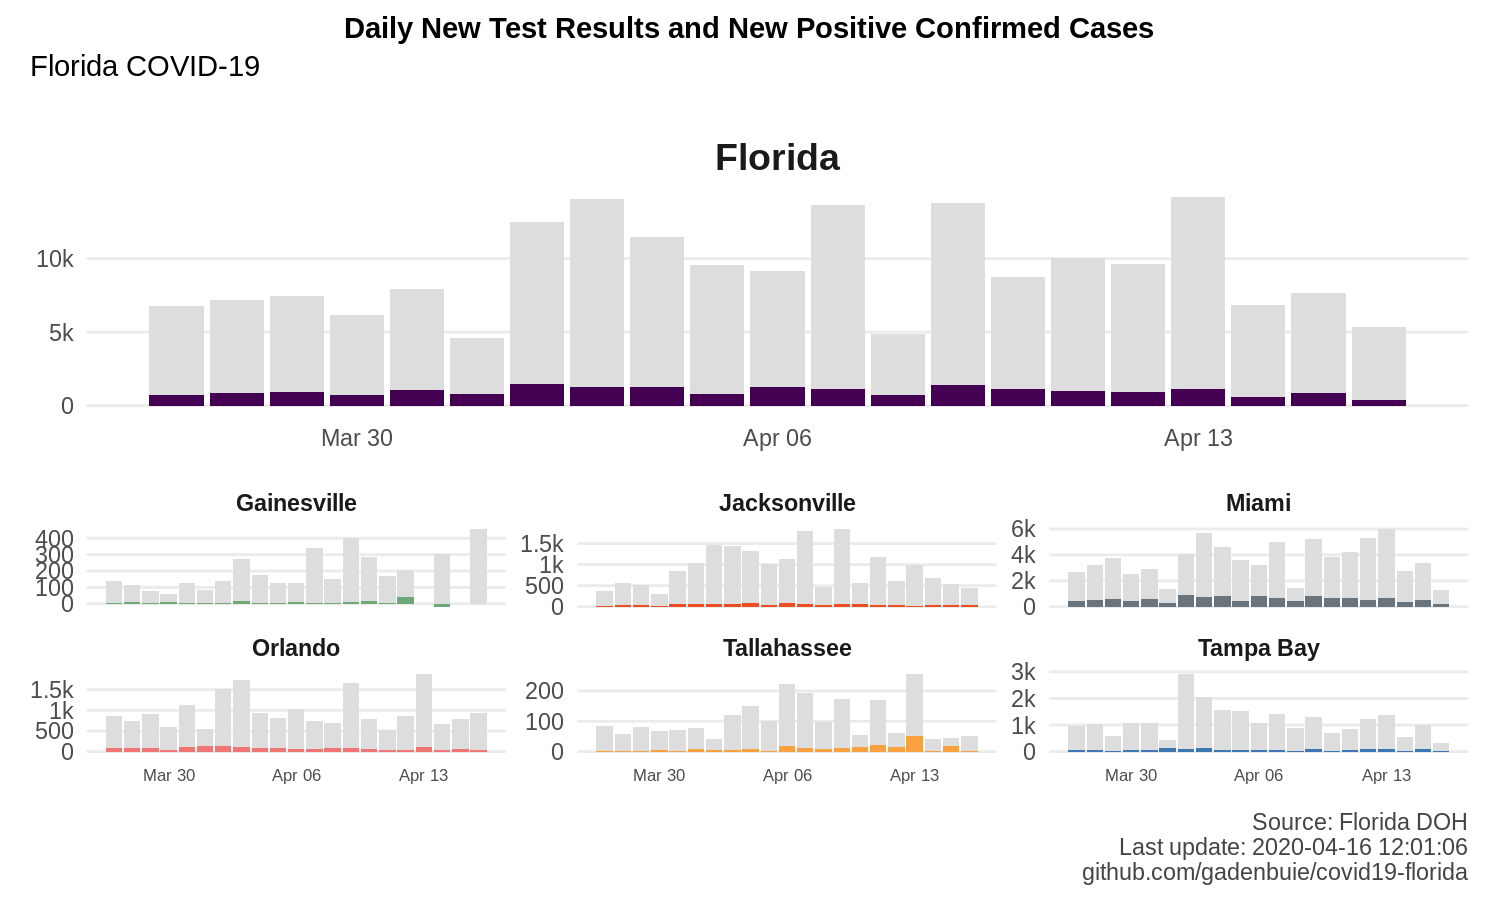 Daily New Test Results and New Positive Confirmed Cases
Florida COVID-19
Florida
10k
5k
0
Mar 30 Apr 06 Apr 13
Gainesville Jacksonville Miami
400
300
200
100
0
1.5k
1k
500
0
6k
4k
2k
0
Orlando Tallahassee Tampa Bay
1.5k
1k
500
0
200
100
0
3k
2k
1k
0
Mar 30 Apr 06 Apr 13 Mar 30 Apr 06 Apr 13 Mar 30 Apr 06 Apr 13
Source: Florida DOH
Last update: 2020-04-16 12:01:06
github.com/gadenbuie/covid19-florida